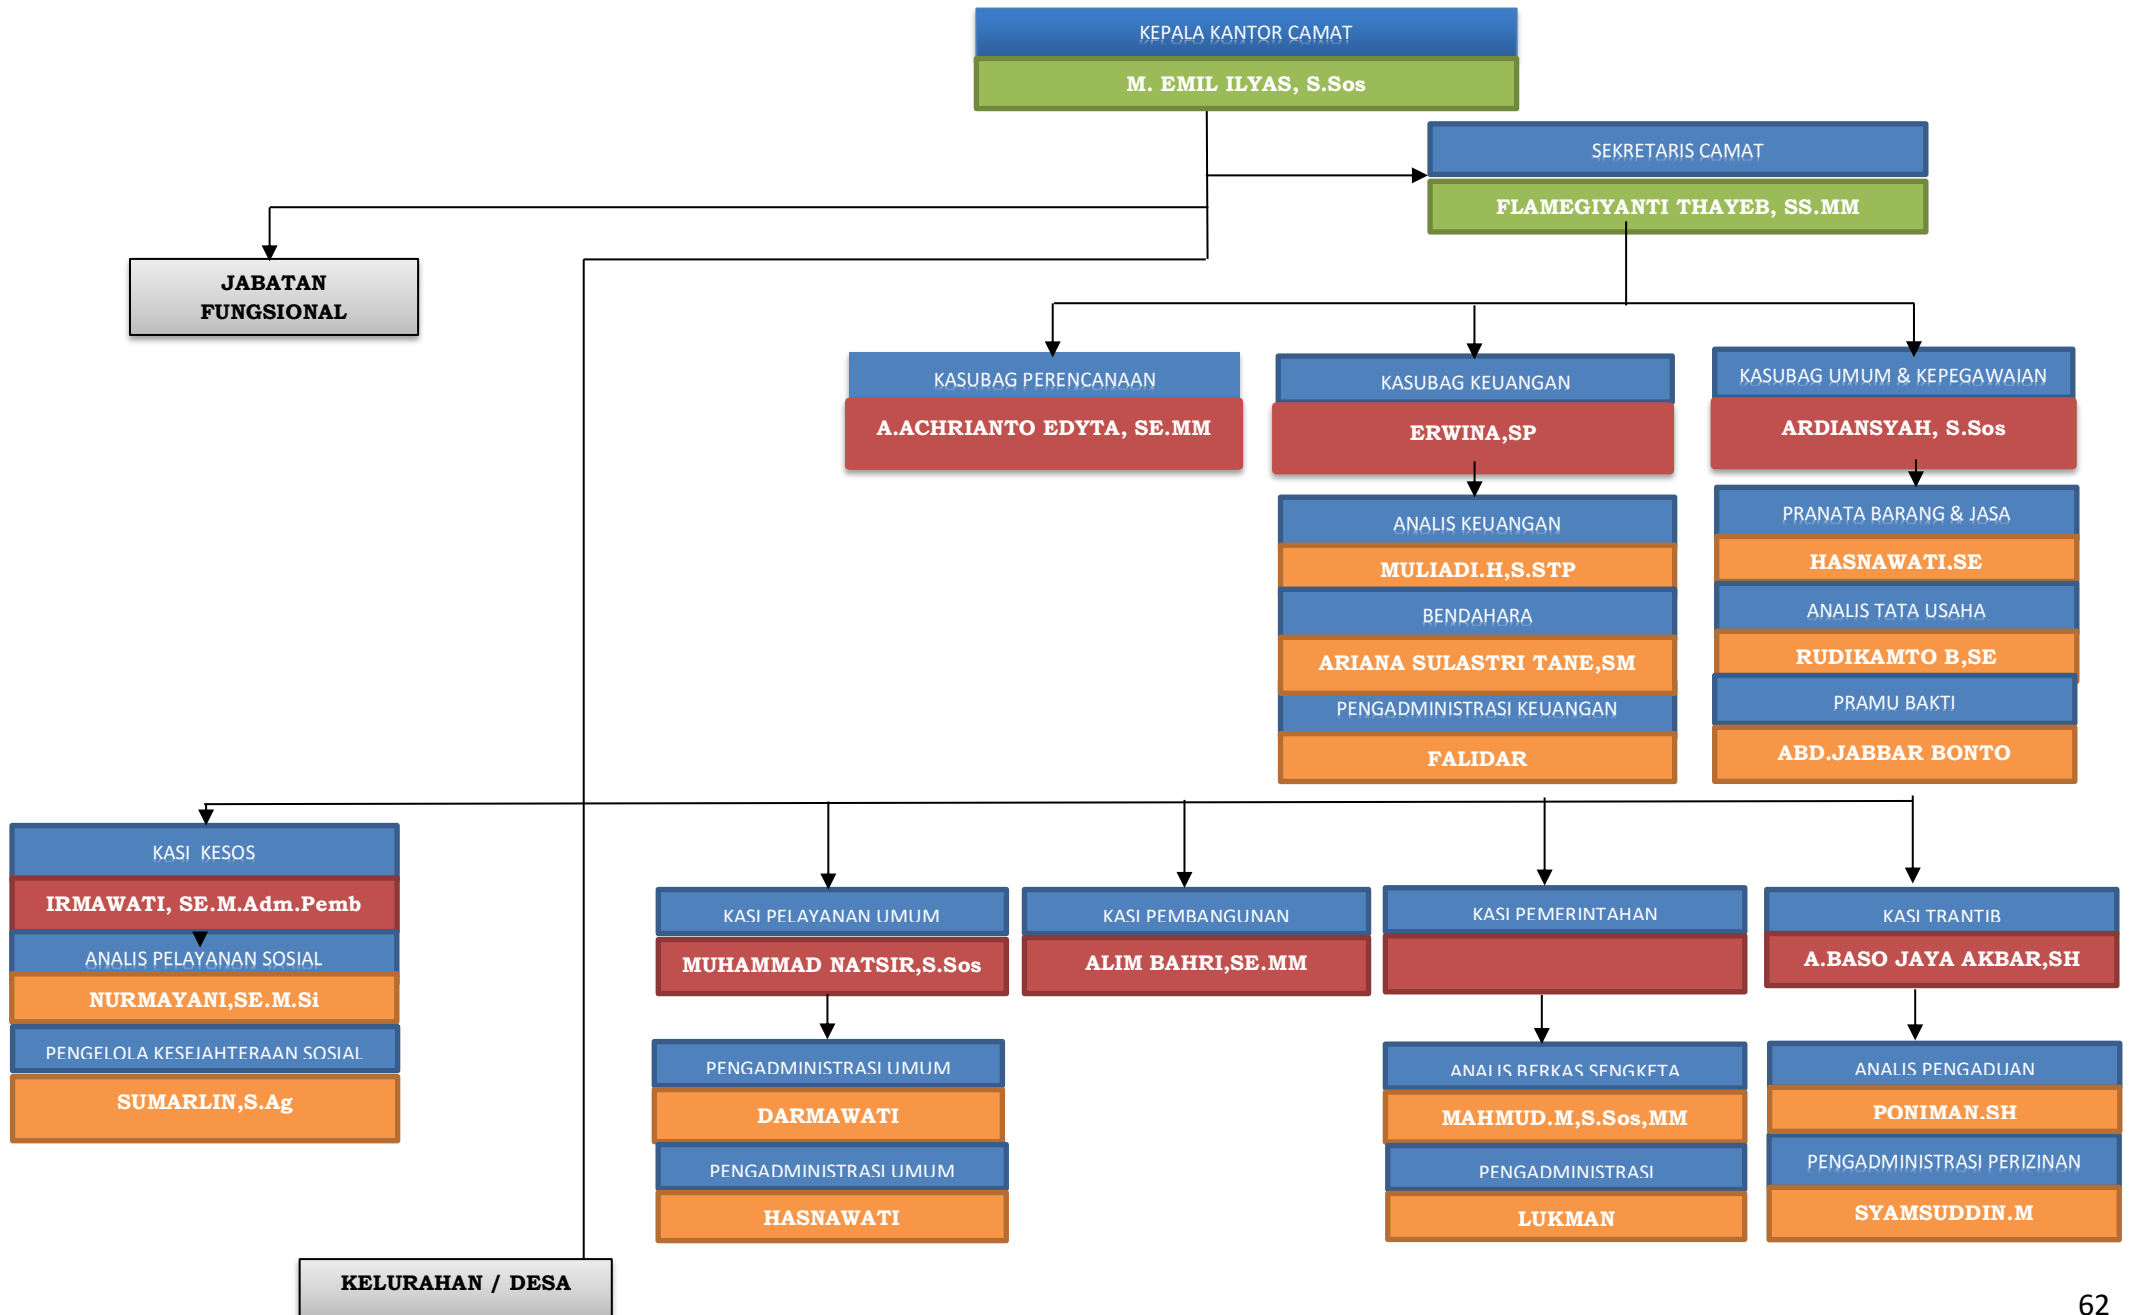 KEPALA KANTOR CAMAT
M. EMIL ILYAS, S.Sos
SEKRETARIS CAMAT
FLAMEGIYANTI THAYEB, SS.MM
JABATAN
FUNGSIONAL
KASUBAG PERENCANAAN
A.ACHRIANTO EDYTA, SE.MM
KASUBAG KEUANGAN
ERWINA,SP
KASUBAG UMUM & KEPEGAWAIAN
ARDIANSYAH, S.Sos
ANALIS KEUANGAN
MULIADI.H,S.STP
BENDAHARA
ARIANA SULASTRI TANE,SM
PENGADMINISTRASI KEUANGAN
FALIDAR
PRANATA BARANG & JASA
HASNAWATI,SE
ANALIS TATA USAHA
RUDIKAMTO B,SE
PRAMU BAKTI
ABD.JABBAR BONTO
KASI KESOS
IRMAWATI, SE.M.Adm.Pemb
ANALIS PELAYANAN SOSIAL
NURMAYANI,SE.M.Si
PENGELOLA KESEJAHTERAAN SOSIAL
SUMARLIN,S.Ag
KASI PELAYANAN UMUM
MUHAMMAD NATSIR,S.Sos
PENGADMINISTRASI UMUM
DARMAWATI
PENGADMINISTRASI UMUM
HASNAWATI
KASI PEMBANGUNAN
ALIM BAHRI,SE.MM
KASI PEMERINTAHAN
ANALIS BERKAS SENGKETA
MAHMUD.M,S.Sos,MM
PENGADMINISTRASI
LUKMAN
KASI TRANTIB
A.BASO JAYA AKBAR,SH
ANALIS PENGADUAN
PONIMAN.SH
PENGADMINISTRASI PERIZINAN
SYAMSUDDIN.M
KELURAHAN / DESA
62